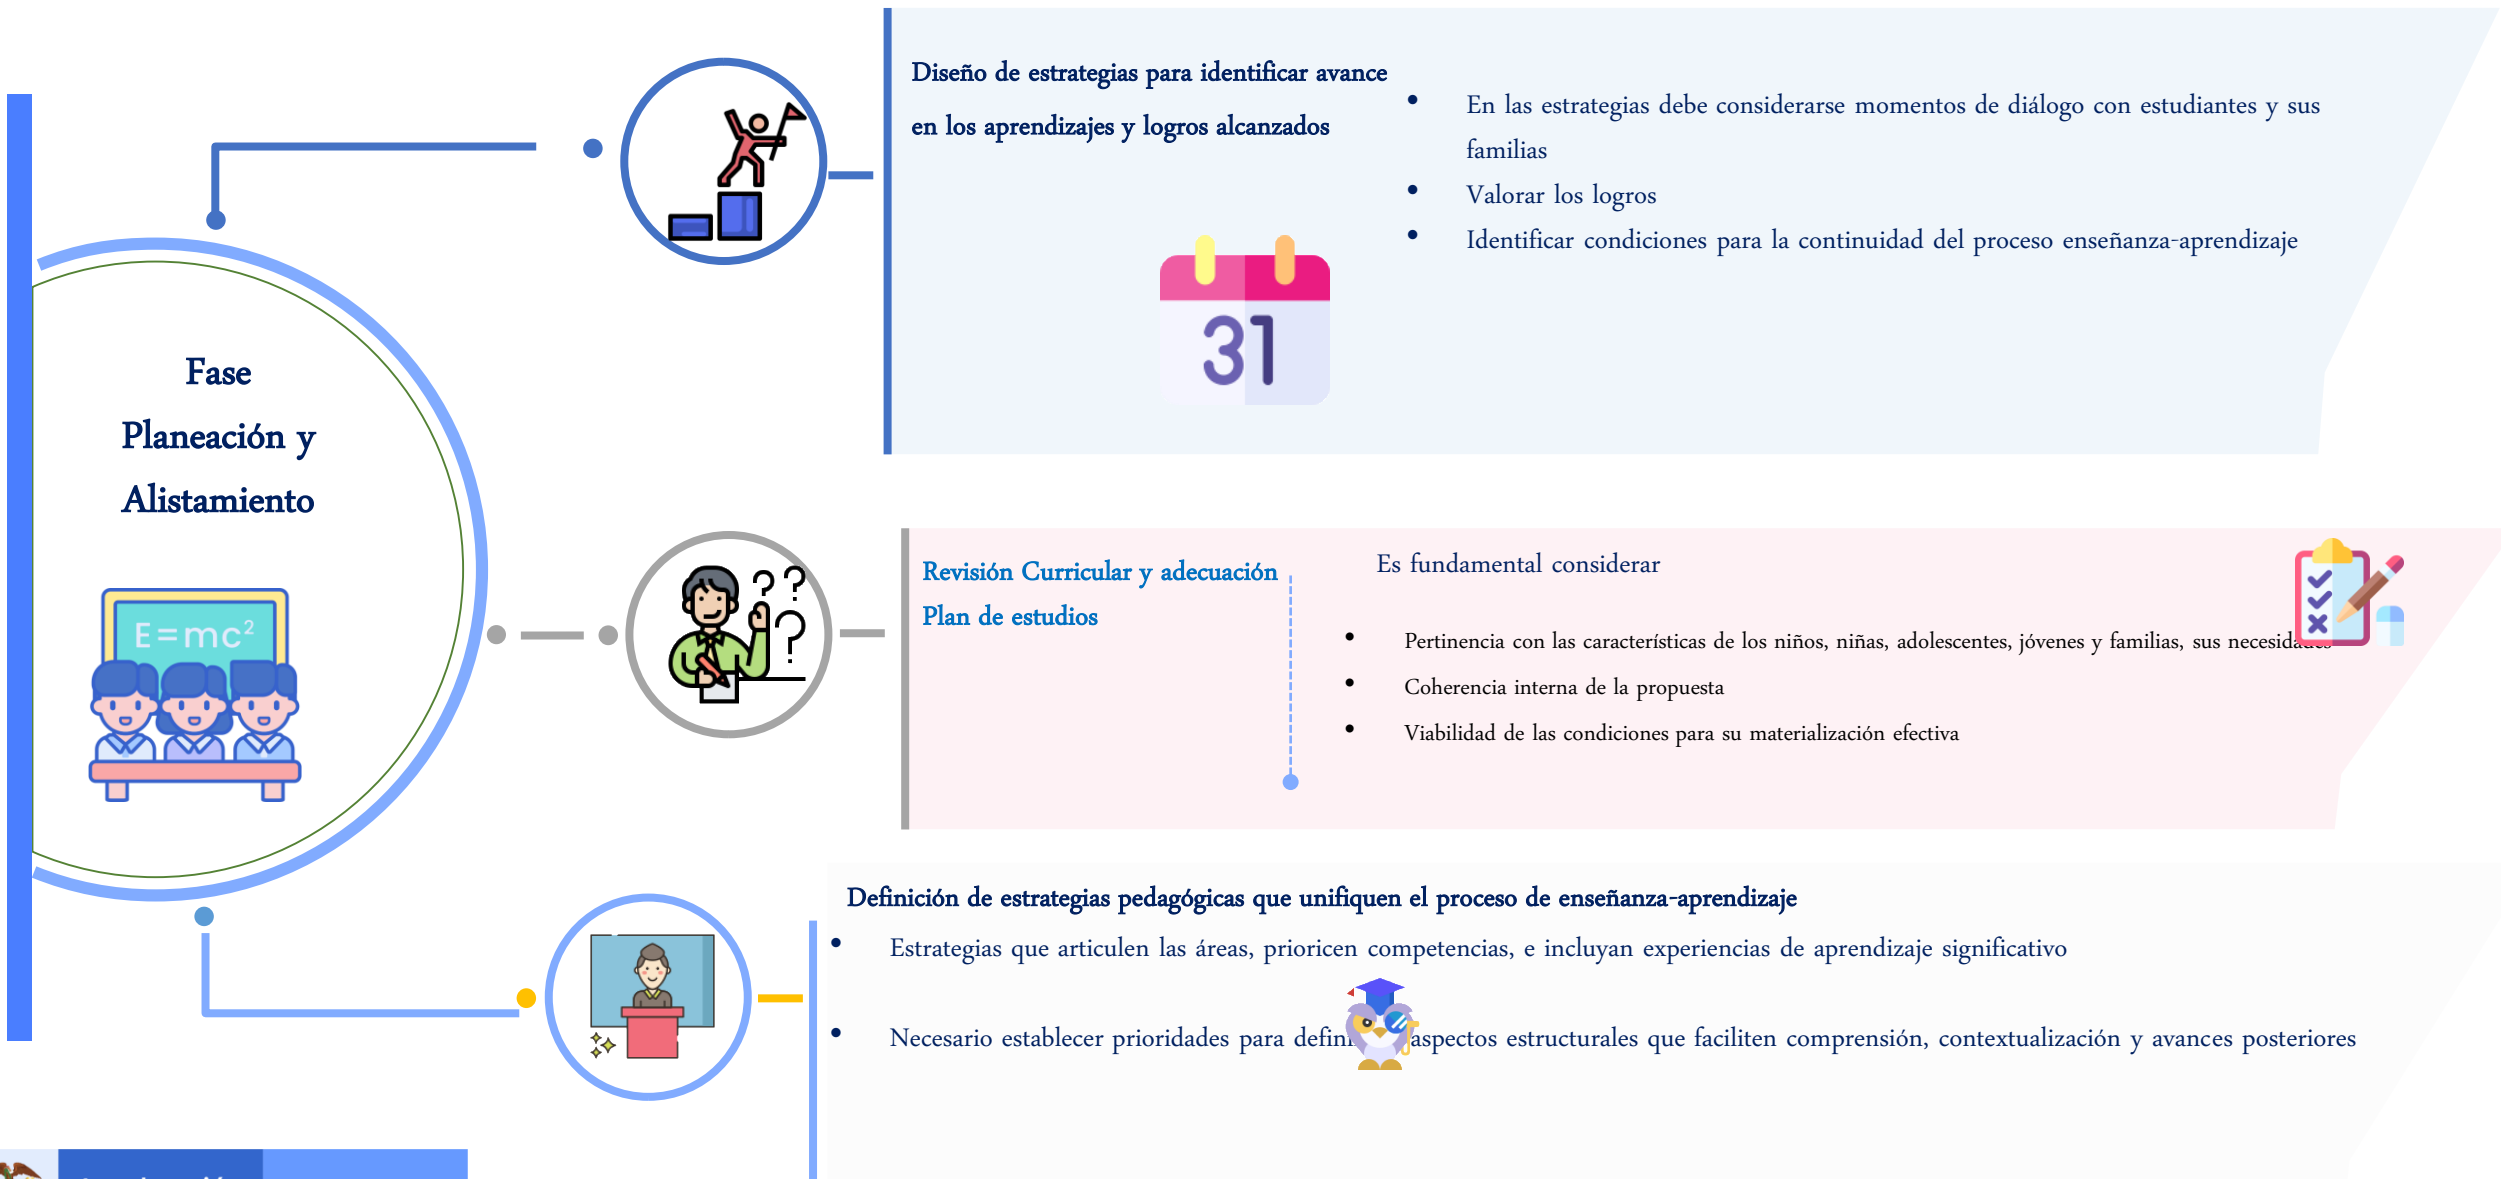 Diseño de estrategias para identificar avance
en los aprendizajes y logros alcanzados
• En las estrategias debe considerarse momentos de diálogo con estudiantes y sus
familias
• Valorar los logros
• Identificar condiciones para la continuidad del proceso enseñanza-aprendizaje
31
Fase
Planeación y
Alistamiento
E=mc²
Revisión Curricular y adecuación
Plan de estudios
Es fundamental considerar
• Pertinencia con las características de los niños, niñas, adolescentes, jóvenes y familias, sus necesidades
• Coherencia interna de la propuesta
• Viabilidad de las condiciones para su materialización efectiva
Definición de estrategias pedagógicas que unifiquen el proceso de enseñanza-aprendizaje
• Estrategias que articulen las áreas, prioricen competencias, e incluyan experiencias de aprendizaje significativo
• Necesario establecer prioridades para aspectos estructurales que faciliten comprensión, contextualización y avances posteriores